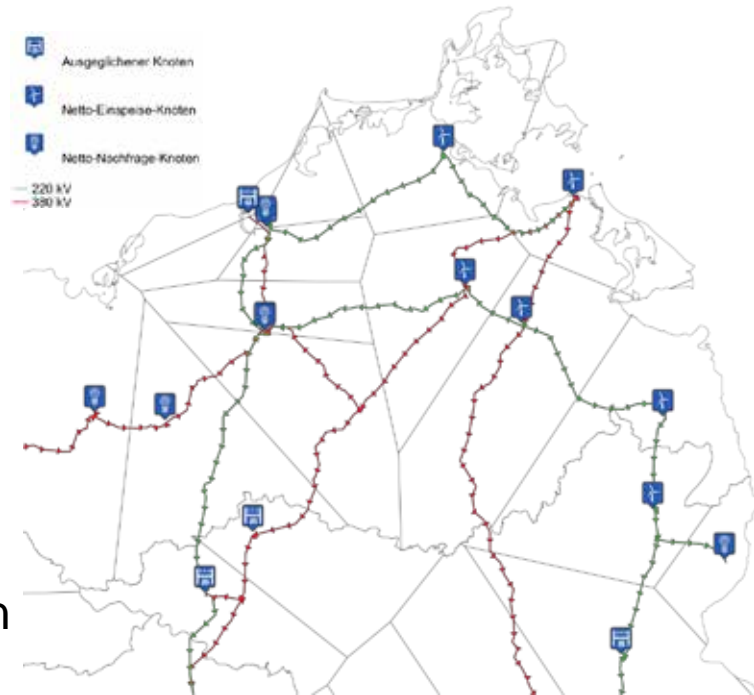 Ausgeglichener Knoten
Netto-Einspeise-Knoten
Netto-Nachfrage-Knoten
220 kV
380 kV
n